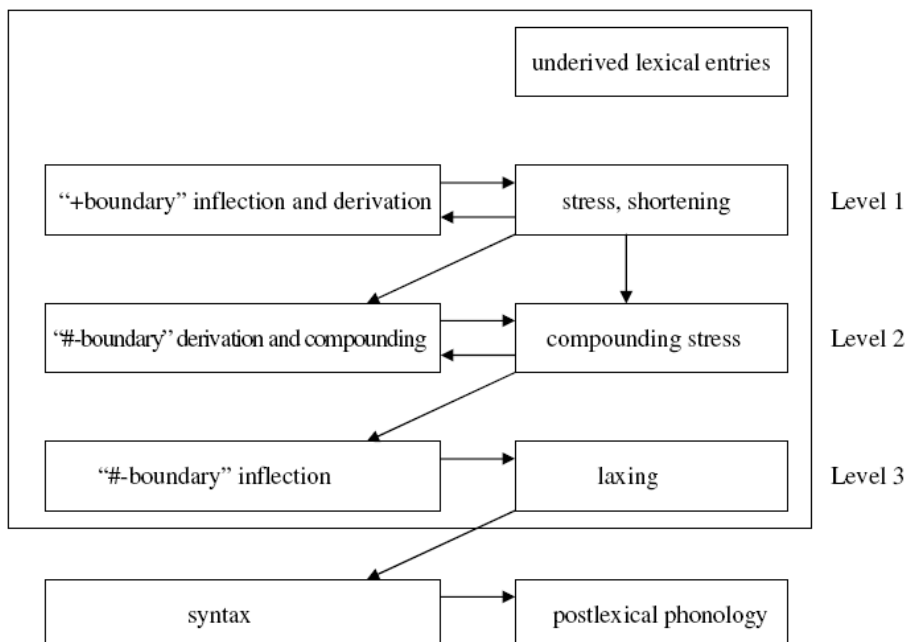 underived lexical entries
“+boundary” inflection and derivation
stress, shortening
Level 1
“#-boundary” derivation and compounding
compounding stress
Level 2
“#-boundary” inflection
laxing
Level 3
syntax
postlexical phonology